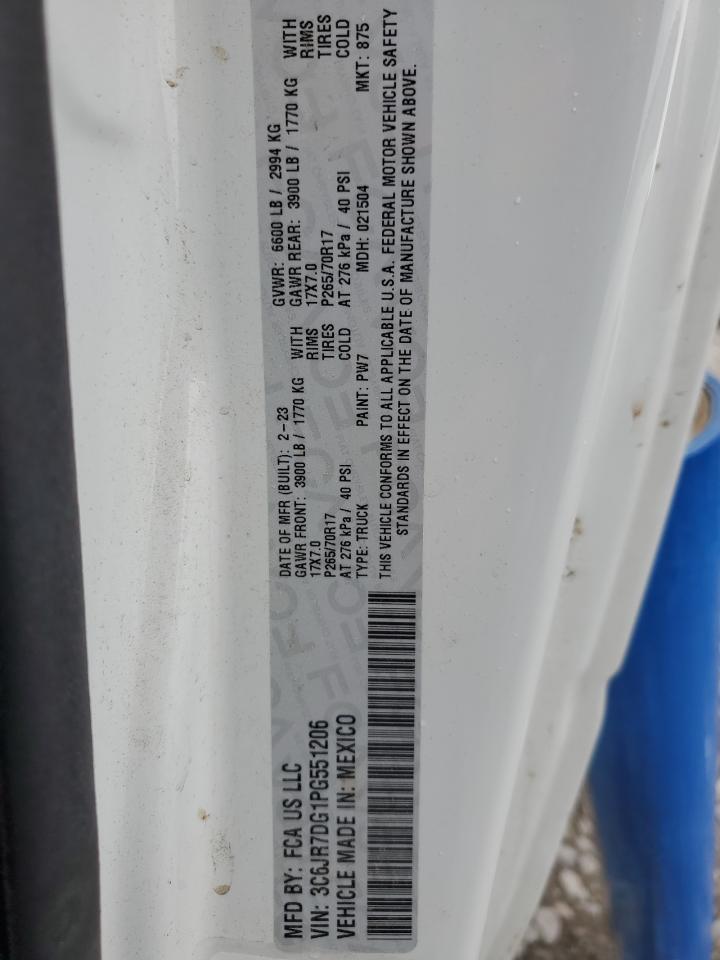 MFD BY: FCA US LLC
VIN: 3C6JR7DG1PG551206
VEHICLE MADE IN: MEXICO
DATE OF MFR (BUILT): 2-23
GAWR FRONT: 3900 LB / 1770 KG WITH
17X7.0 RIMS
P265/70R17 TIRES
AT 276 kPa / 40 PSI COLD
GVWR: 6600 LB / 2994 KG
GAWR REAR: 3900 LB / 1770 KG WITH
17X7.0 RIMS
P265/70R17 TIRES
AT 276 kPa / 40 PSI COLD
TYPE: TRUCK PAINT: PW7 MDH: 021504 MKT: 875
THIS VEHICLE CONFORMS TO ALL APPLICABLE U.S.A. FEDERAL MOTOR VEHICLE SAFETY
STANDARDS IN EFFECT ON THE DATE OF MANUFACTURE SHOWN ABOVE.